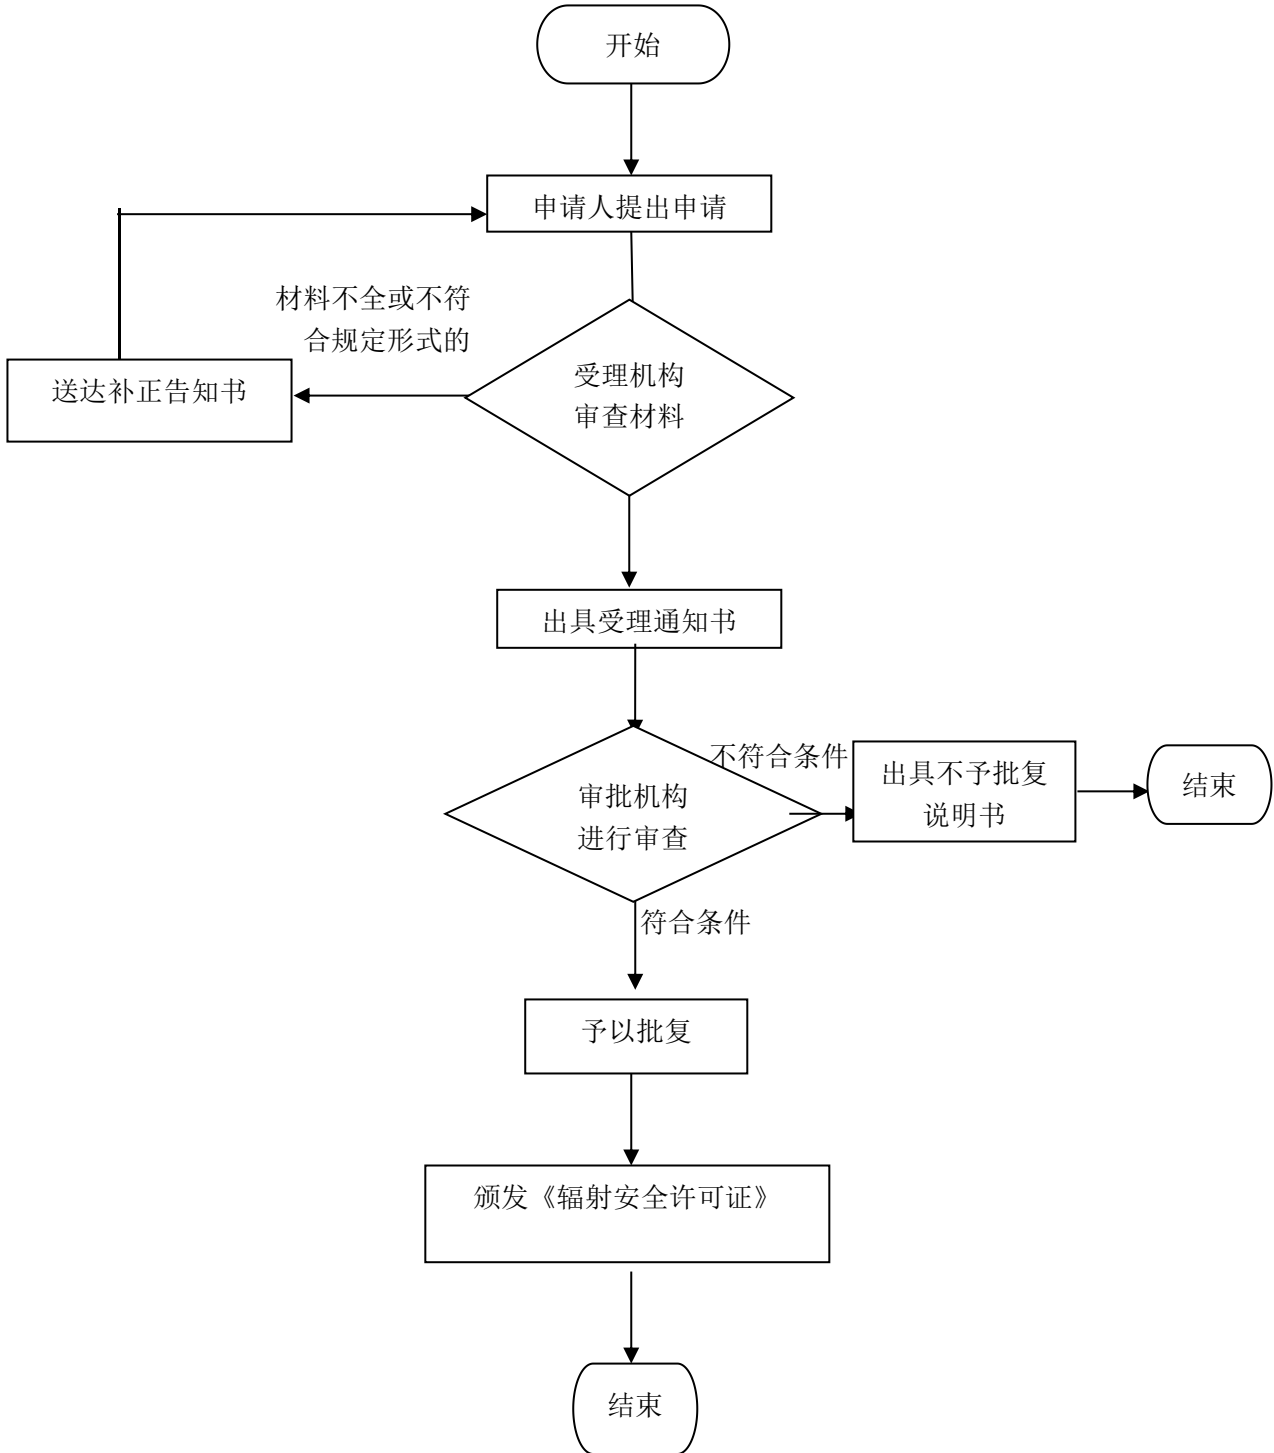 开始
申请人提出申请
材料不全或不符
合规定形式的
送达补正告知书
受理机构
审查材料
出具受理通知书
不符合条件
出具不予批复
说明书
结束
审批机构
进行审查
符合条件
予以批复
颁发《辐射安全许可证》
结束